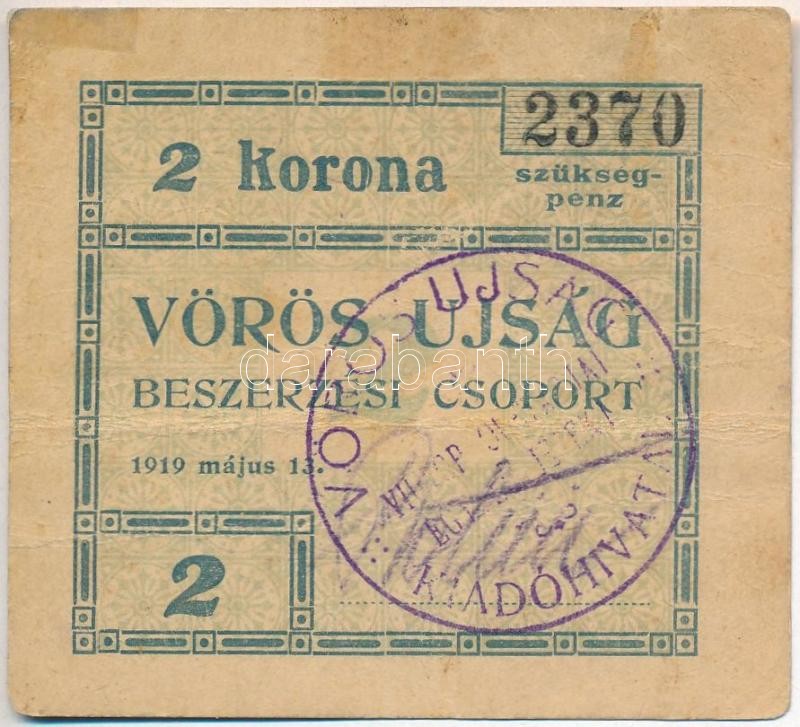 2370
2 korona
szükség-
penz
VÖRÖS UJSÁG
BESZERZÉSI CSOPORT
1919 május 13.
2
VÖRÖS UJSÁG
KIADÓHIVATAL
darabanth